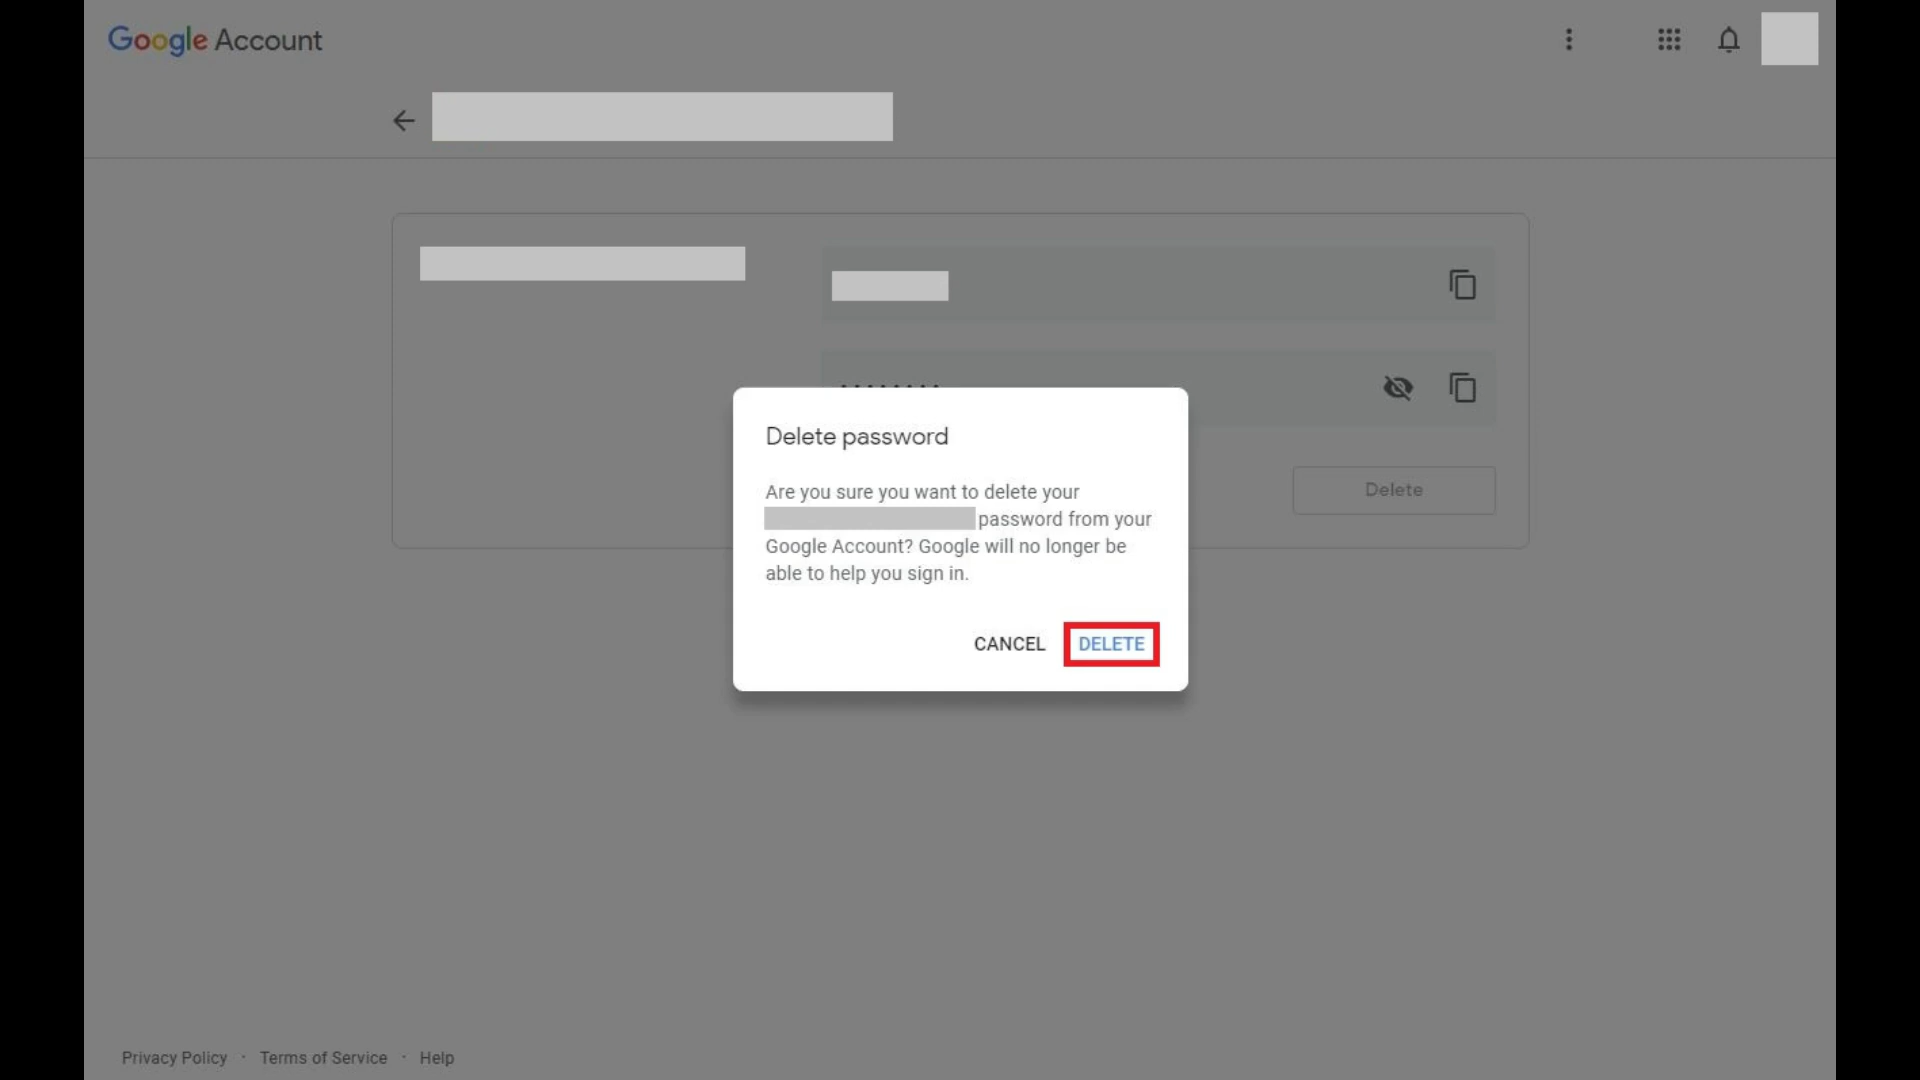 Google Account
Delete password
Are you sure you want to delete your
password from your
Google Account? Google will no longer be
able to help you sign in.
Delete
CANCEL DELETE
Privacy Policy · Terms of Service · Help